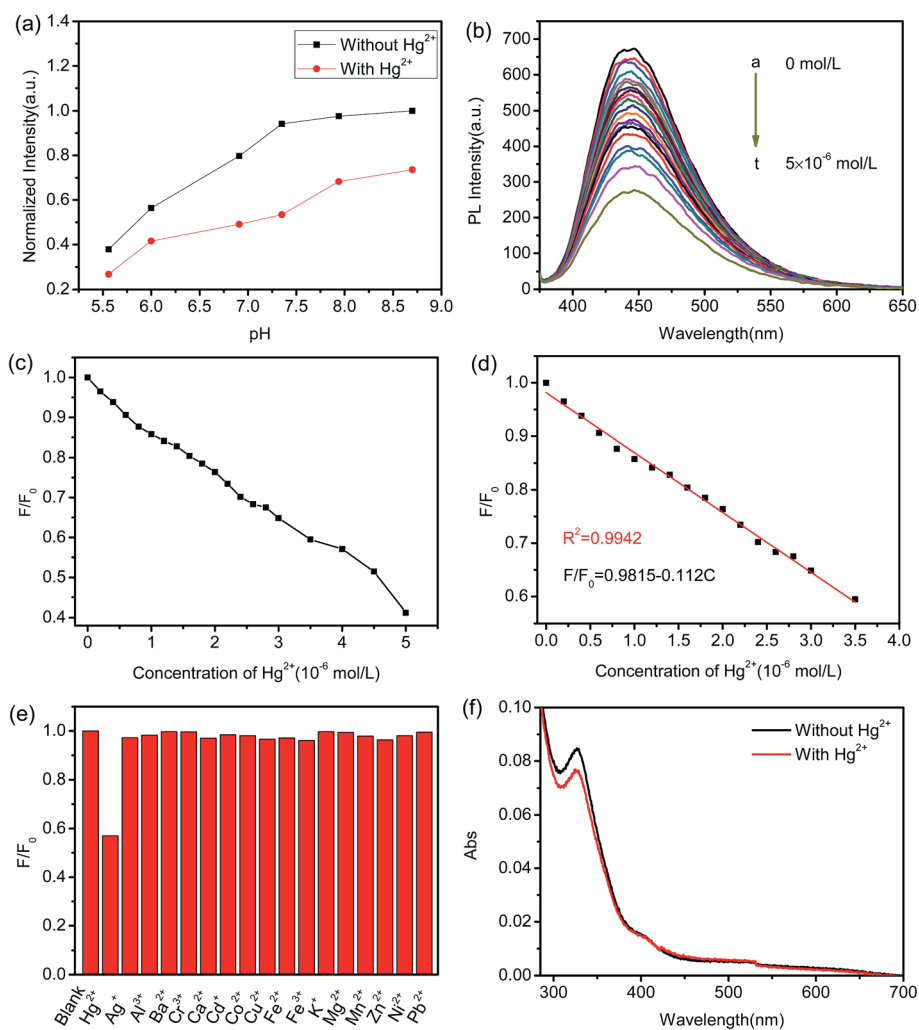 (a)
1.4
1.2
1.0
0.8
0.6
0.4
0.2
Normalized Intensity(a.u.)
Without Hg²⁺
With Hg²⁺
5.5 6.0 6.5 7.0 7.5 8.0 8.5 9.0
pH
(b)
700
650
600
550
500
450
400
350
300
250
200
150
100
50
0
PL Intensity(a.u.)
a 0 mol/L
t 5×10⁻⁶ mol/L
400 450 500 550 600 650
Wavelength(nm)
(c)
1.0
0.9
0.8
0.7
0.6
0.5
0.4
F/F₀
0 1 2 3 4 5
Concentration of Hg²⁺(10⁻⁶ mol/L)
(d)
1.0
0.9
0.8
0.7
0.6
F/F₀
R²=0.9942
F/F₀=0.9815-0.112C
0.0 0.5 1.0 1.5 2.0 2.5 3.0 3.5 4.0
Concentration of Hg²⁺(10⁻⁶ mol/L)
(e)
1.0
0.8
0.6
0.4
0.2
0.0
F/F₀
Blank
Hg²⁺
Ag⁺
Al³⁺
Ba²⁺
Cr³⁺
Ca²⁺
Cd⁺
Co²⁺
Cu²⁺
Fe²⁺
Fe³⁺
K⁺
Mg²⁺
Mn²⁺
Zn²⁺
Ni²⁺
Pb²⁺
(f)
0.10
0.08
0.06
0.04
0.02
0.00
Abs
Without Hg²⁺
With Hg²⁺
300 400 500 600 700
Wavelength(nm)